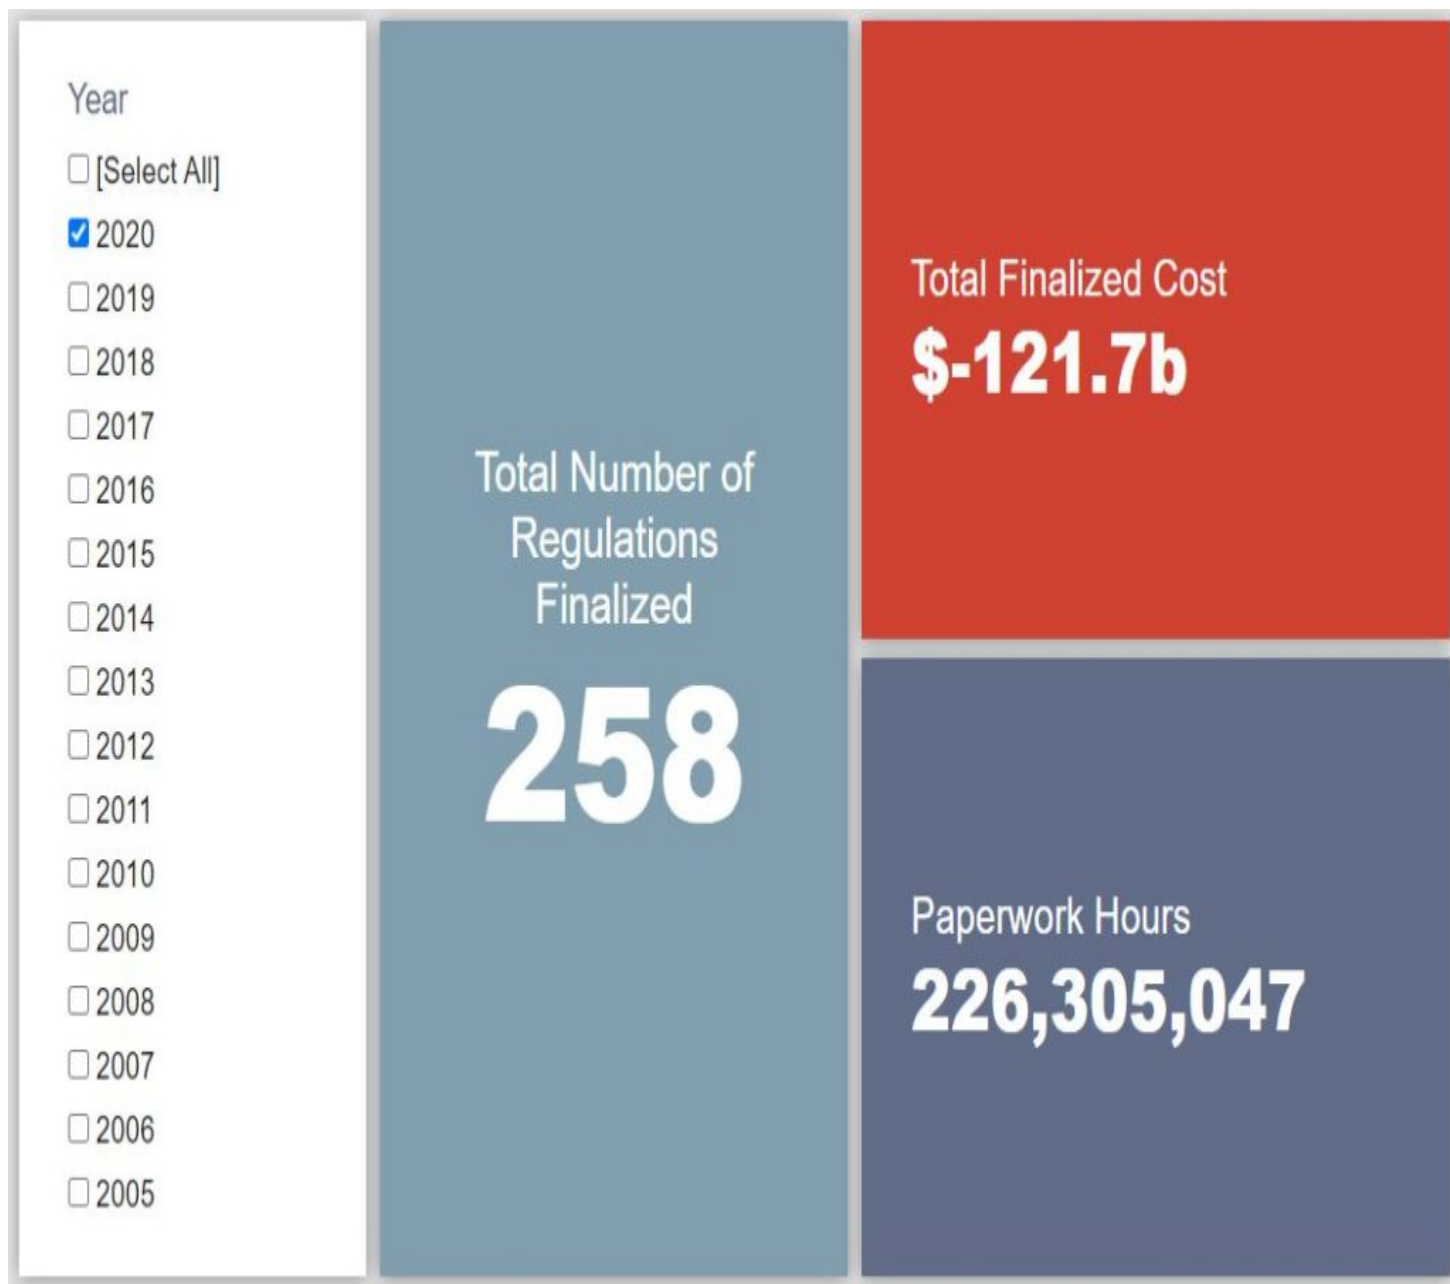 Year
[Select All]
2020
2019
2018
2017
2016
2015
2014
2013
2012
2011
2010
2009
2008
2007
2006
2005
Total Number of
Regulations
Finalized
258
Total Finalized Cost
$-121.7b
Paperwork Hours
226,305,047